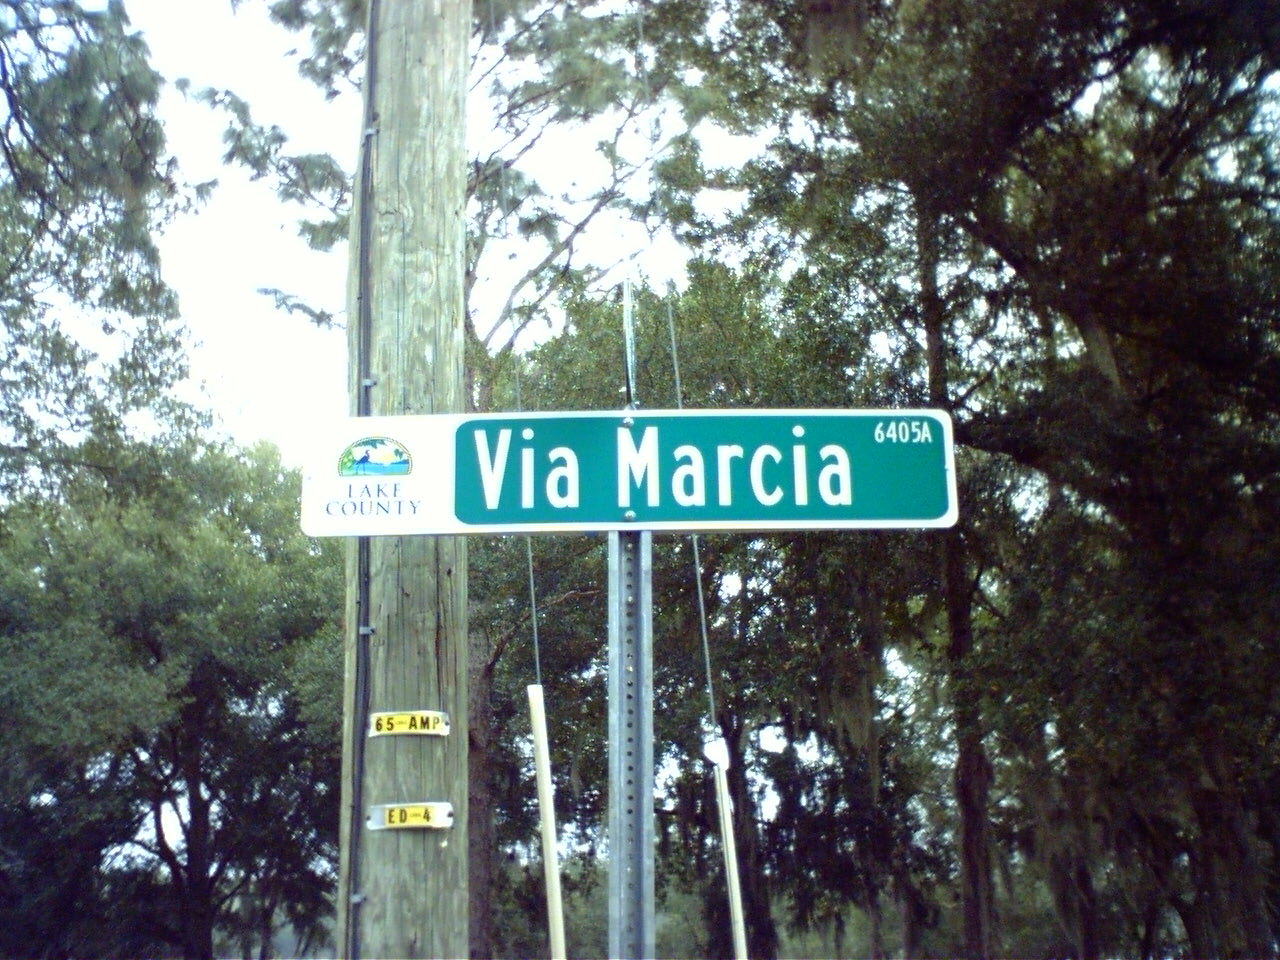 LAKE
COUNTY
Via Marcia
6405A
65 AMP
ED 4